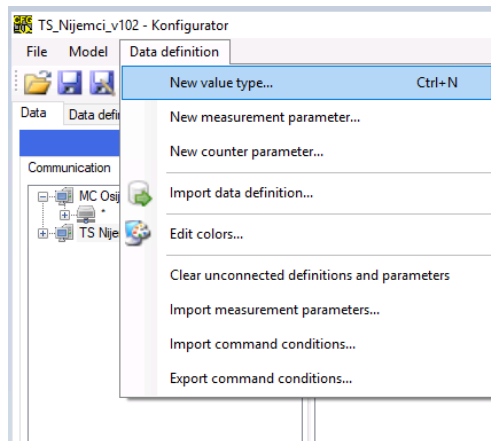 TS_Nijemci_v102 - Konfigurator
File Model Data definition
New value type... Ctrl+N
Data Data defi
New measurement parameter...
New counter parameter...
Communication
Import data definition...
MC Osij
*
TS Nije
Edit colors...
Clear unconnected definitions and parameters
Import measurement parameters...
Import command conditions...
Export command conditions...